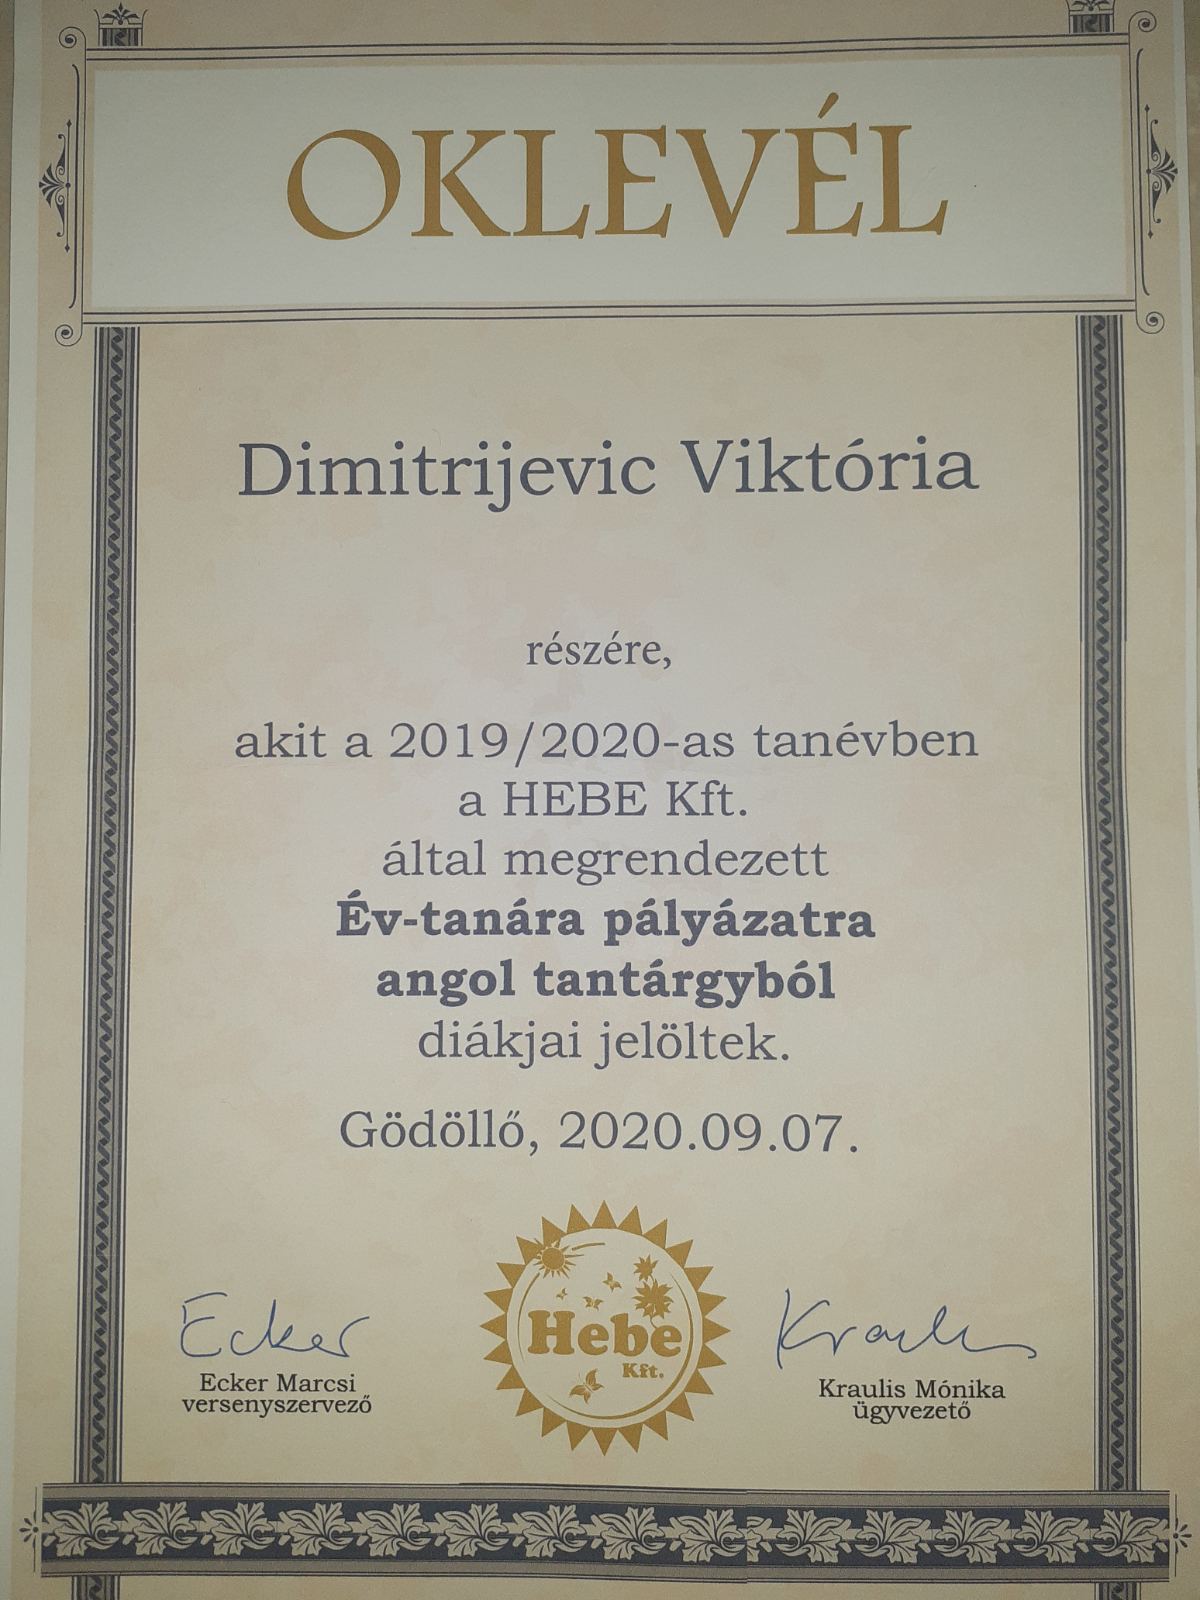 OKLEVÉL
Dimitrijevic Viktória
részére,
akit a 2019/2020-as tanévben
a HEBE Kft.
által megrendezett
Év-tanára pályázatra
angol tantárgyból
diákjai jelöltek.
Gödöllő, 2020.09.07.
Hebe
Kft.
Ecker
Ecker Marcsi
versenyszervező
Kraulis
Kraulis Mónika
ügyvezető